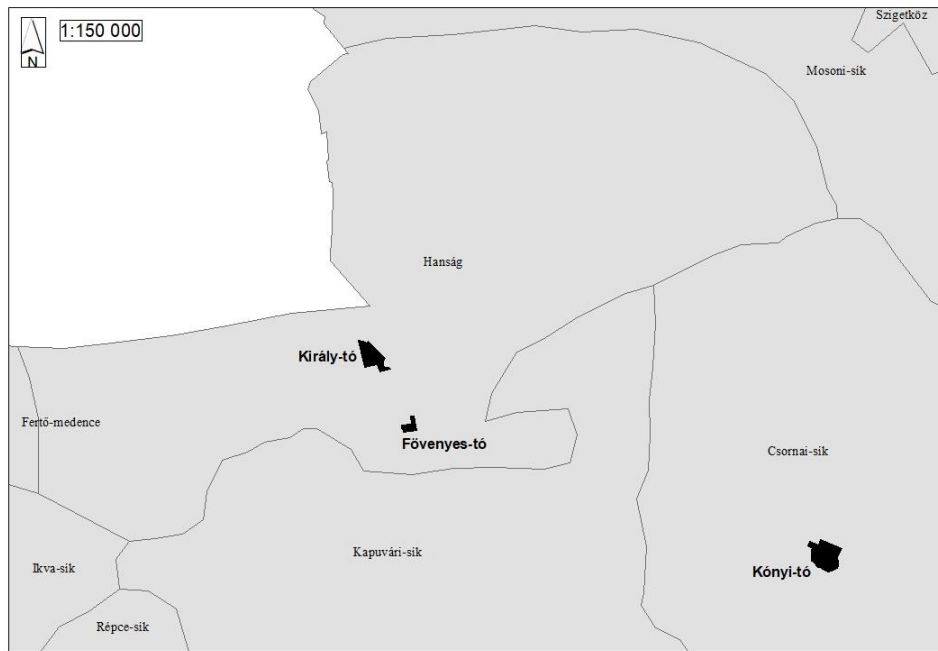 1:150 000
N
Szigetköz
Mosoni-sík
Hanság
Király-tó
Fertő-medence
Fövenyes-tó
Csornai-sík
Kapuvári-sík
Ikva-sík
Kónyi-tó
Répce-sík